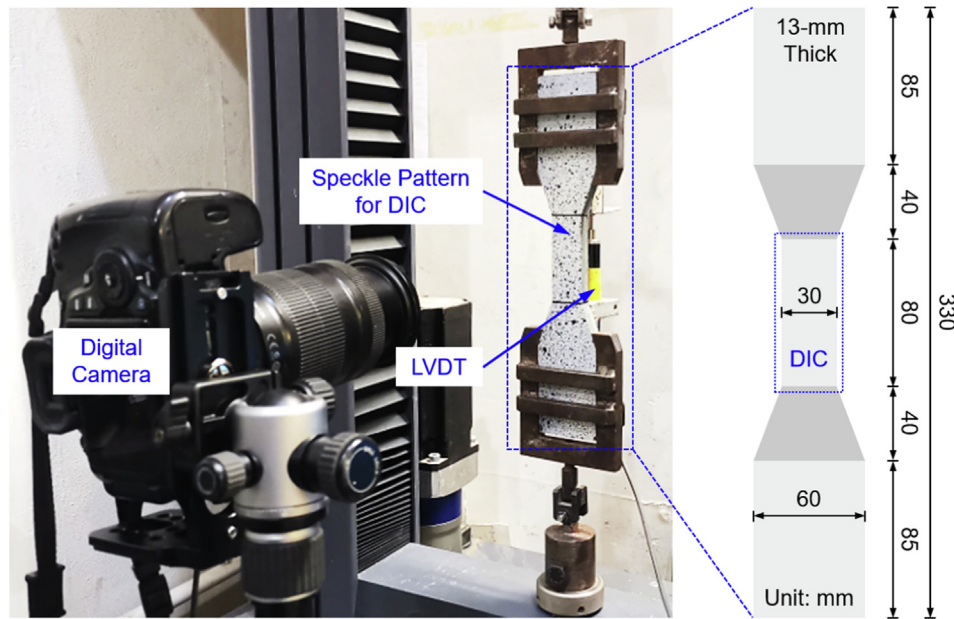 Speckle Pattern
for DIC
Digital
Camera
LVDT
13-mm
Thick
85
40
30
80
330
DIC
40
60
85
Unit: mm